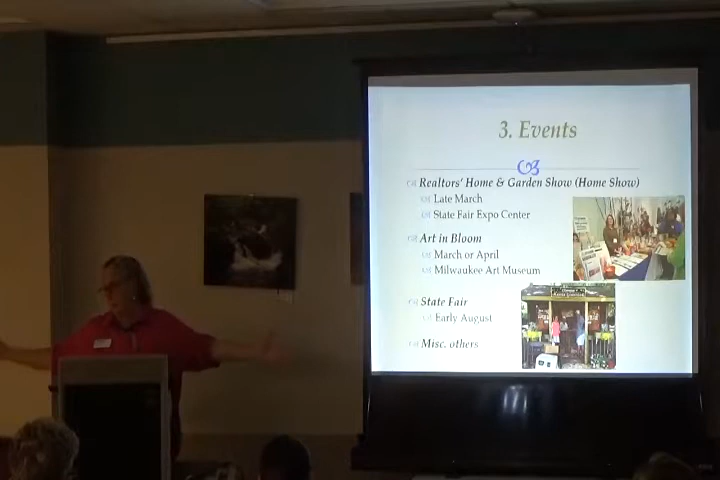 3. Events
Realtors' Home & Garden Show (Home Show)
Late March
State Fair Expo Center
Art in Bloom
March or April
Milwaukee Art Museum
State Fair
Early August
Misc. others